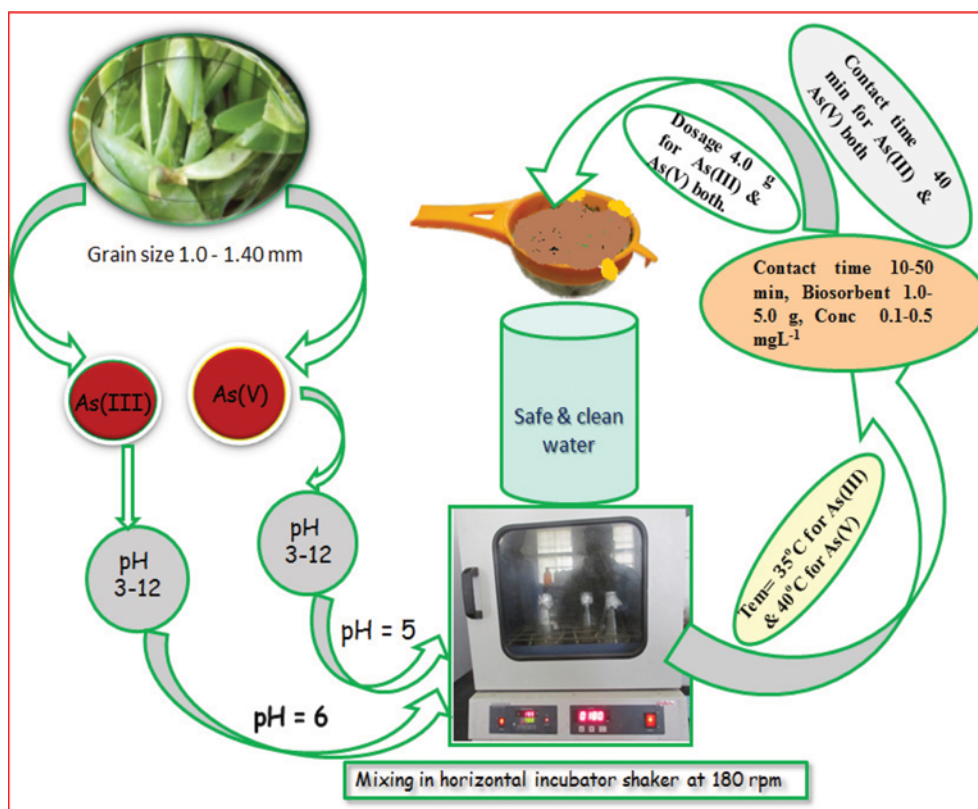 Grain size 1.0 - 1.40 mm
As(III)
As(V)
pH
3-12
pH
3-12
pH = 5
pH = 6
Mixing in horizontal incubator shaker at 180 rpm
0180
Tem= 35°C for As(III)
& 40°C for As(V)
Contact time 10-50
min, Biosorbent 1.0-
5.0 g, Conc 0.1-0.5
mgL⁻¹
Contact time 40
min for As(III) &
As(V) both
Dosage 4.0 g
for As(III) &
As(V) both.
Safe & clean
water